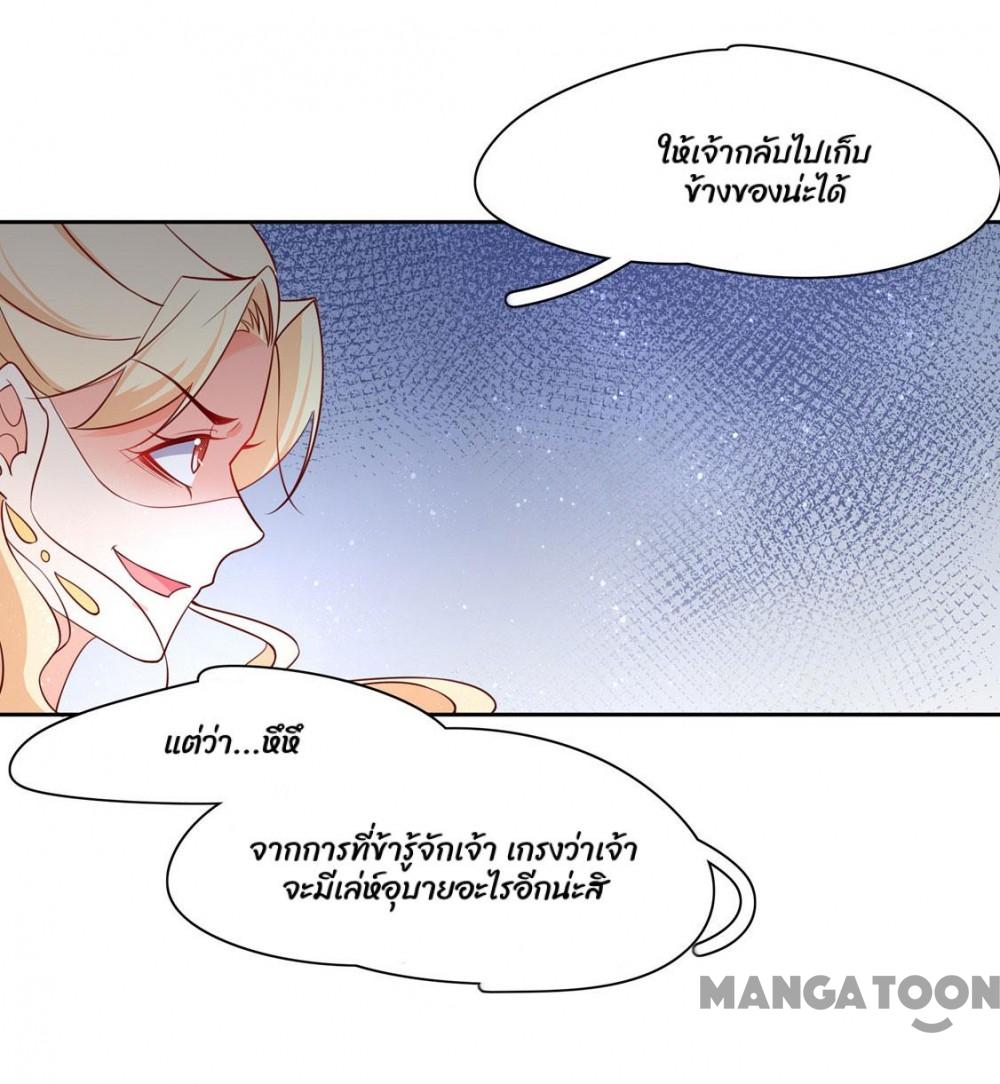 ให้เจ้ากลับไปเก็บ
ข้างของน่ะได้
แต่ว่า...หึหึ
จากการที่ข้ารู้จักเจ้า เกรงว่าเจ้า
จะมีเล่ห์อุบายอะไรอีกน่ะสิ
MANGATOON